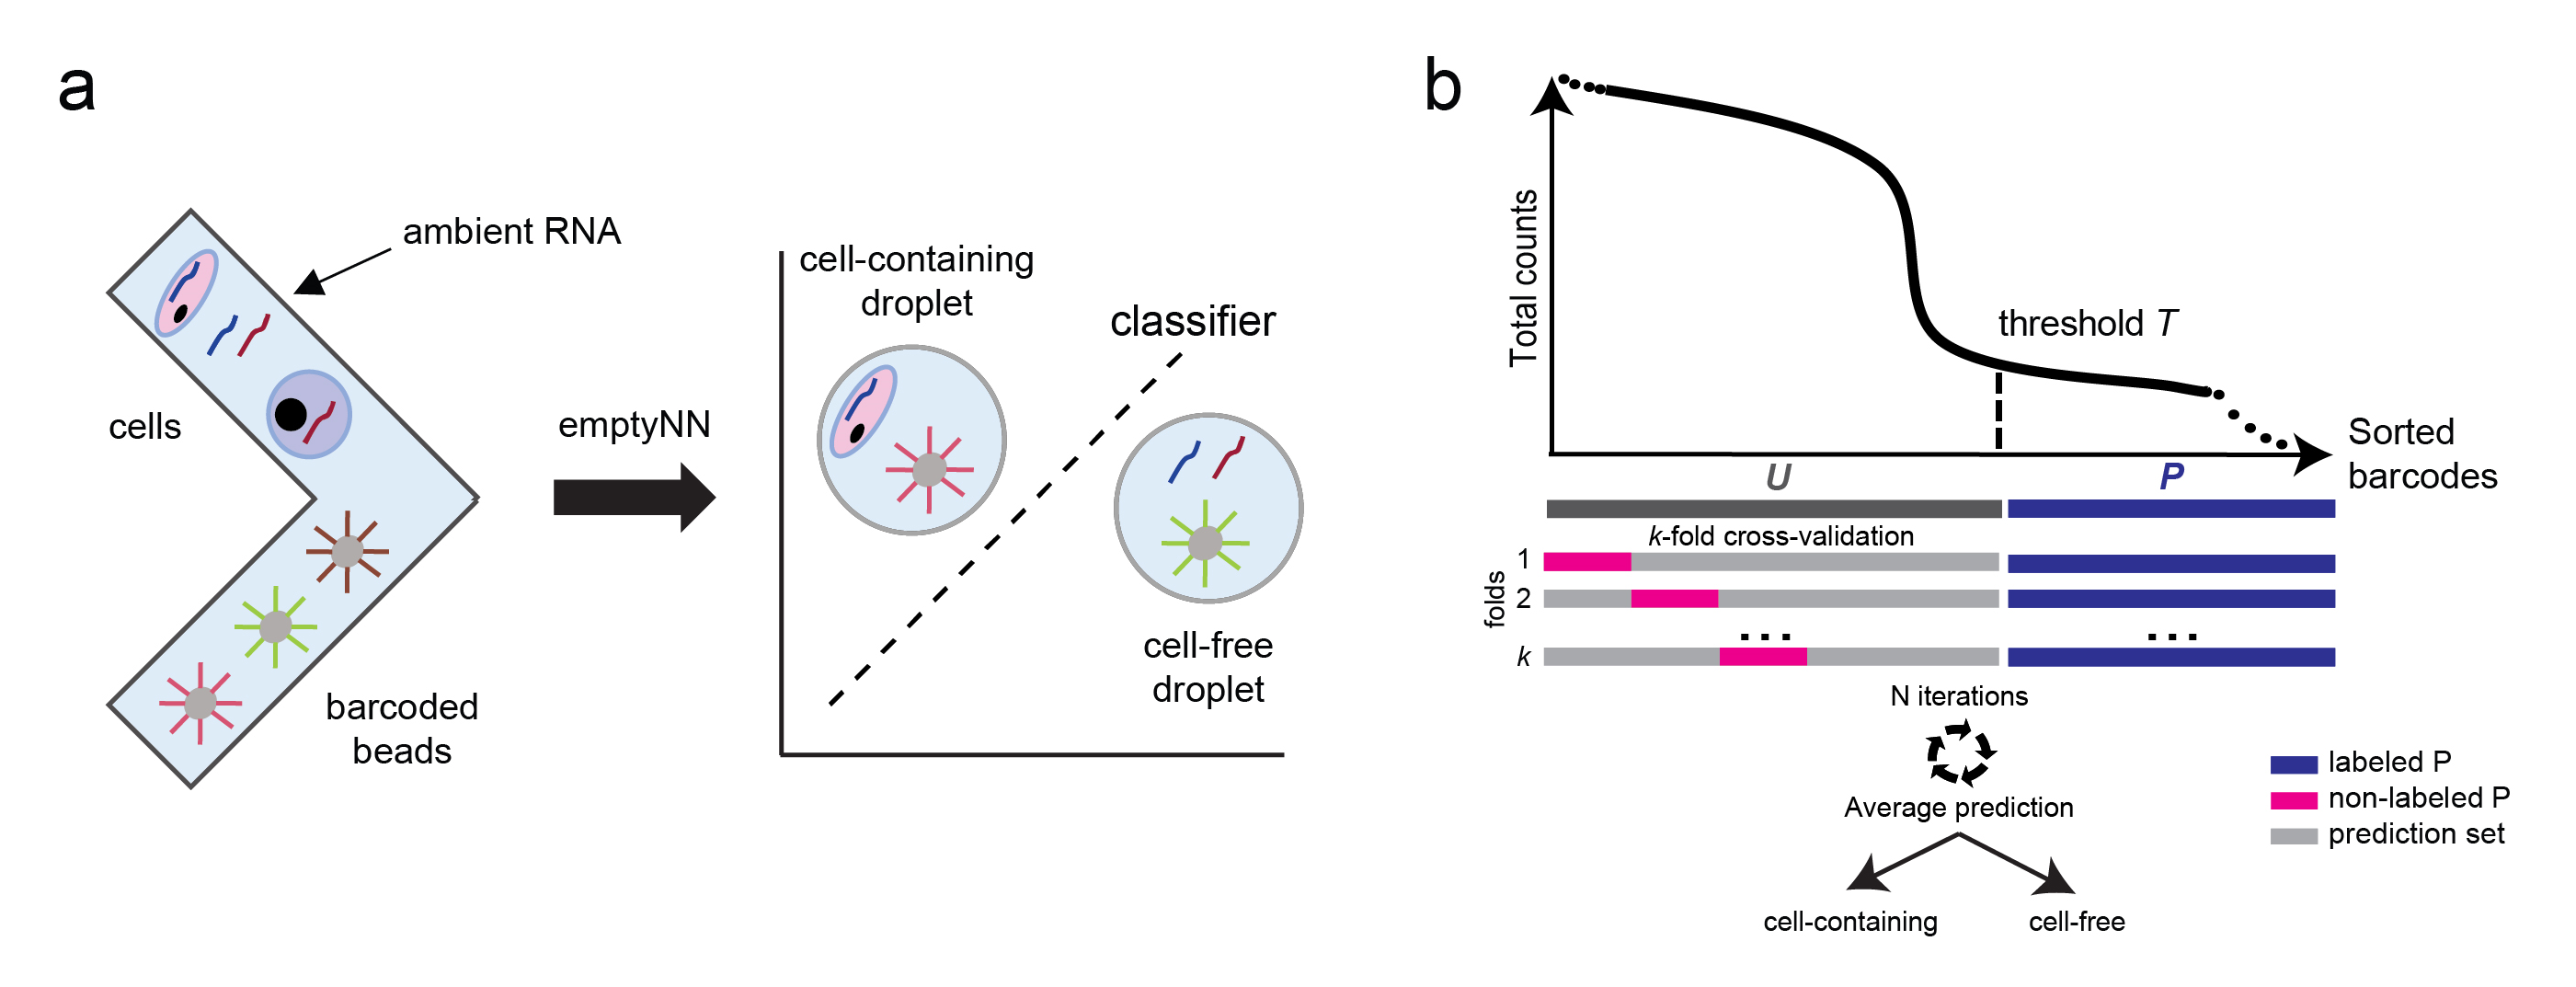 a
ambient RNA
cells
barcoded
beads
emptyNN
cell-containing
droplet
classifier
cell-free
droplet
b
Total counts
threshold T
Sorted
barcodes
U
P
k-fold cross-validation
folds
1
2
...
...
k
N iterations
Average prediction
cell-containing
cell-free
labeled P
non-labeled P
prediction set